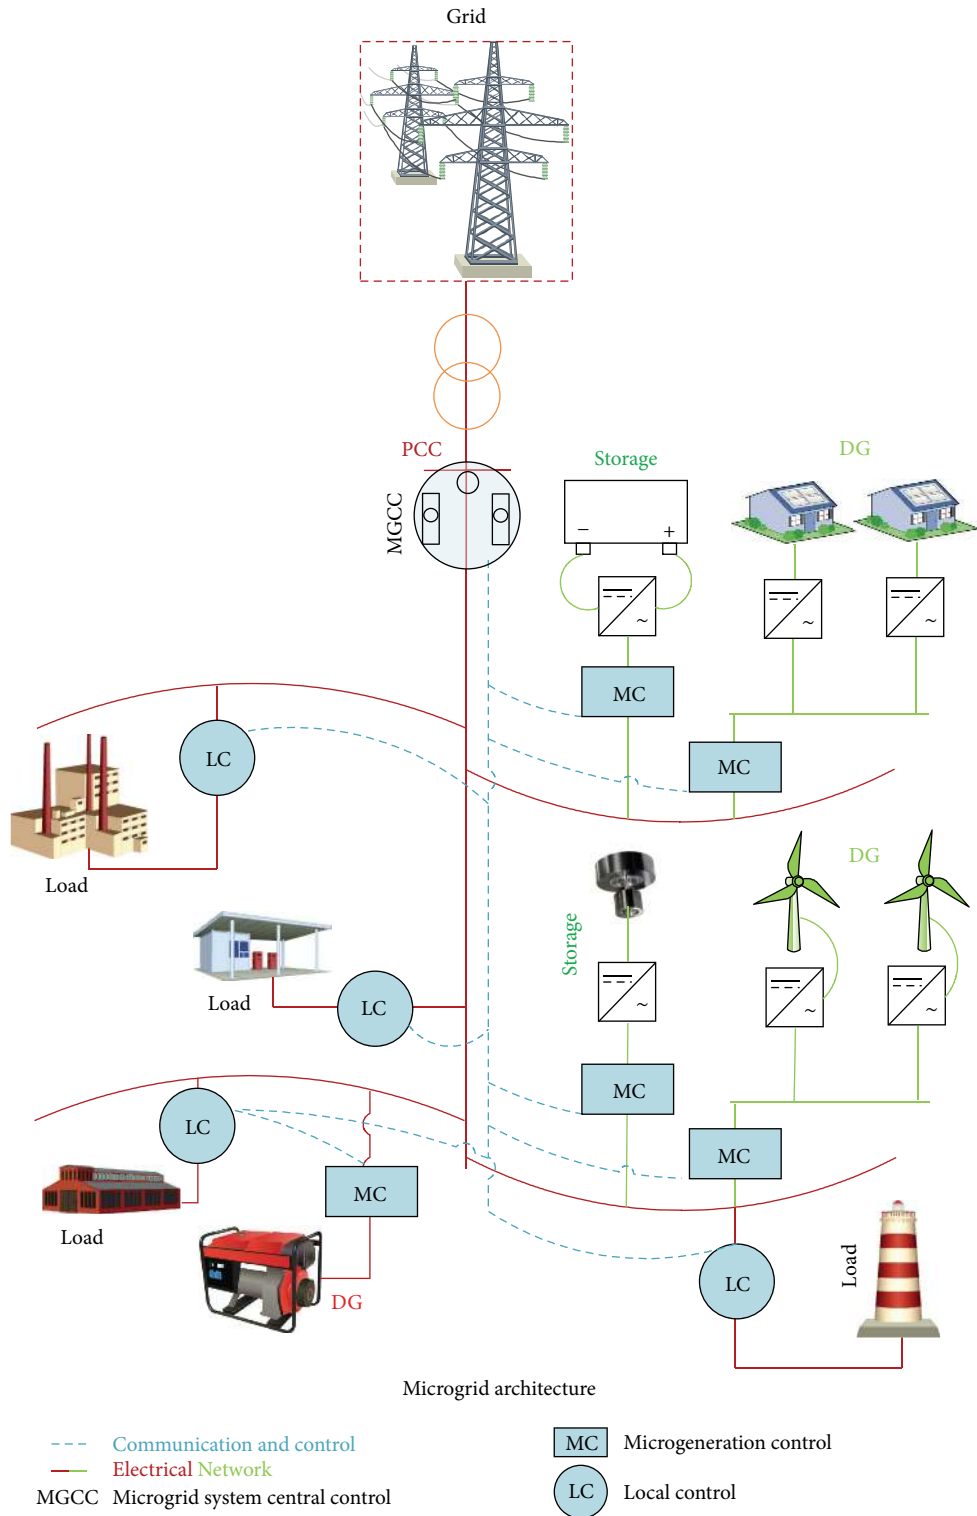 Grid
PCC
MGCC
Storage
DG
−
+
~
~
~
MC
LC
MC
Load
DG
Storage
Load
LC
~
~
~
MC
LC
MC
MC
Load
DG
LC
Load
Microgrid architecture
Communication and control
Electrical Network
MGCC Microgrid system central control
MC Microgeneration control
LC Local control